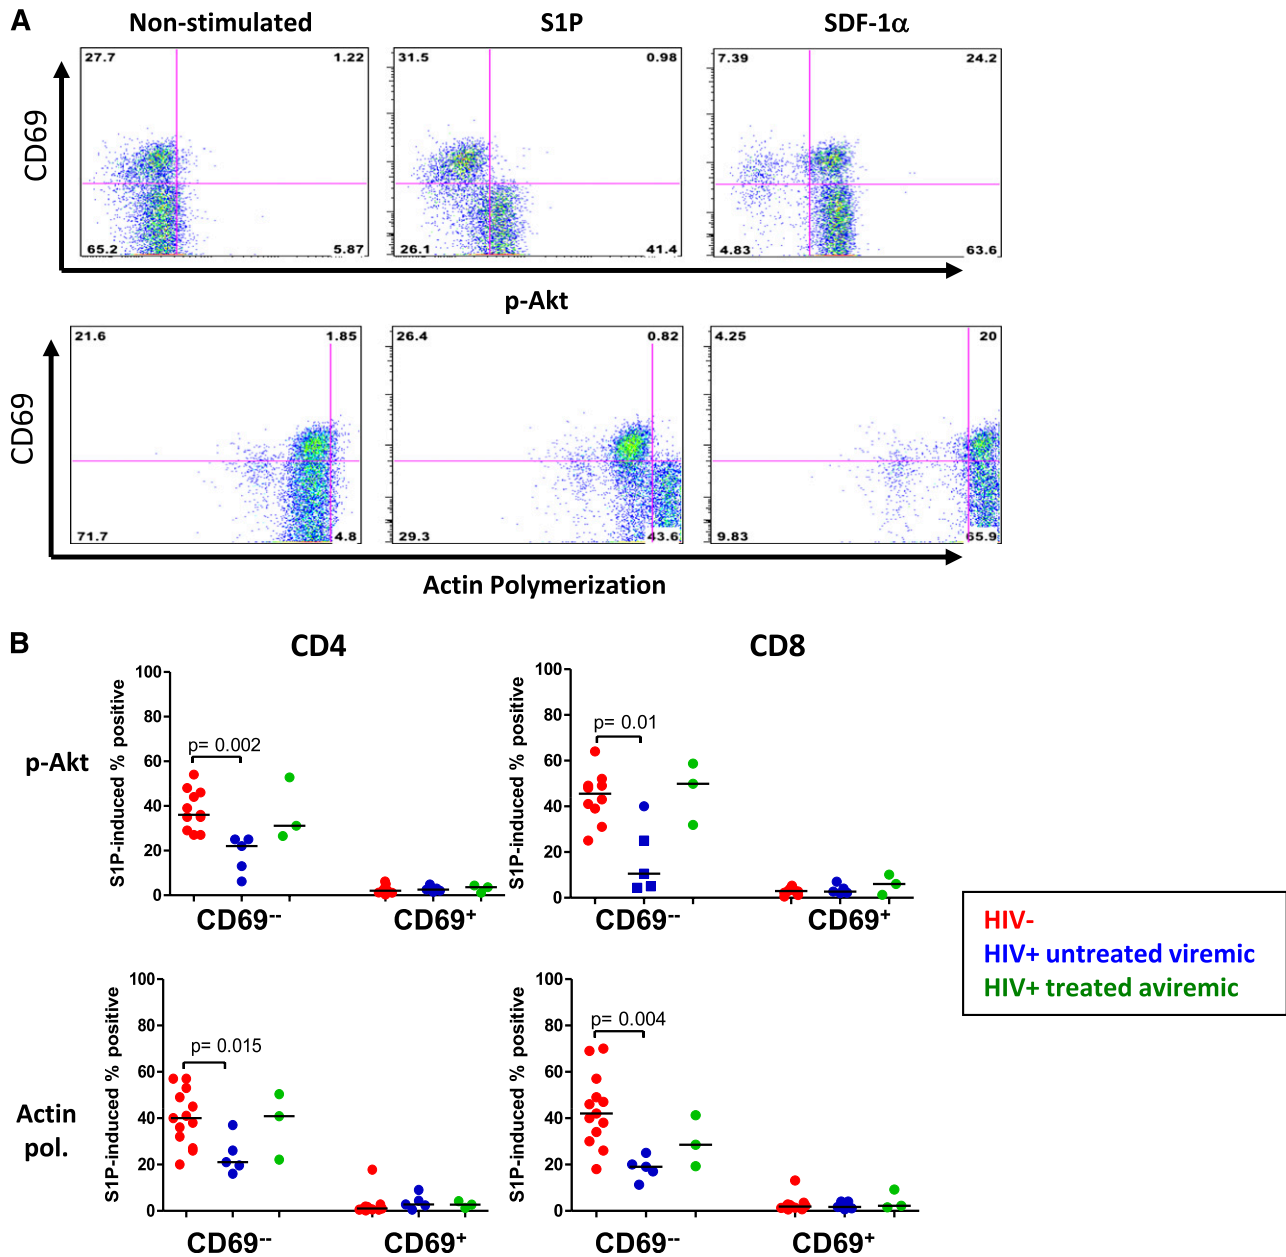 A
Non-stimulated
S1P
SDF-1α
CD69
27.7
1.22
65.2
5.87
31.5
0.98
26.1
41.4
7.39
24.2
4.83
63.6
p-Akt
CD69
21.6
1.85
71.7
4.8
26.4
0.82
29.3
43.6
4.25
20
9.83
65.9
Actin Polymerization
B
CD4
CD8
p-Akt
S1P-induced % positive
100
80
60
40
20
0
p= 0.002
CD69--
CD69+
S1P-induced % positive
100
80
60
40
20
0
p= 0.01
CD69--
CD69+
HIV-
HIV+ untreated viremic
HIV+ treated aviremic
Actin
pol.
S1P-induced % positive
100
80
60
40
20
0
p= 0.015
CD69--
CD69+
S1P-induced % positive
100
80
60
40
20
0
p= 0.004
CD69--
CD69+